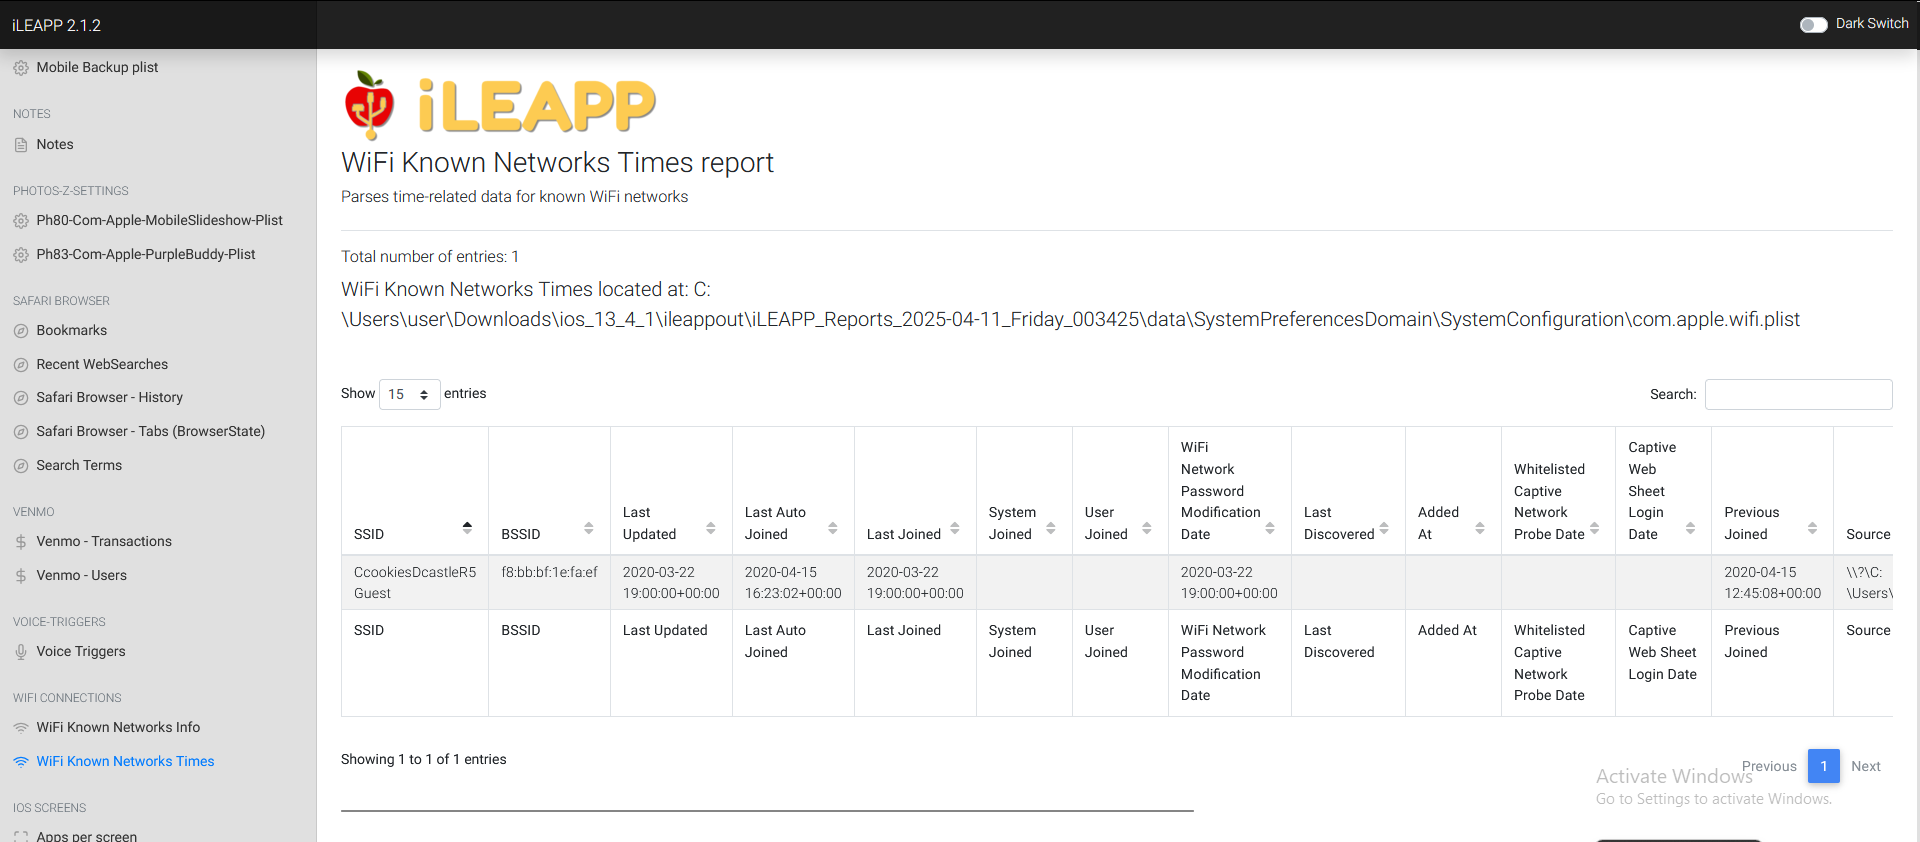 iLEAPP 2.1.2
Dark Switch
Mobile Backup plist
NOTES
Notes
PHOTOS-Z-SETTINGS
Ph80-Com-Apple-MobileSlideshow-Plist
Ph83-Com-Apple-PurpleBuddy-Plist
SAFARI BROWSER
Bookmarks
Recent WebSearches
Safari Browser - History
Safari Browser - Tabs (BrowserState)
Search Terms
VENMO
Venmo - Transactions
Venmo - Users
VOICE-TRIGGERS
Voice Triggers
WIFI CONNECTIONS
WiFi Known Networks Info
WiFi Known Networks Times
IOS SCREENS
Apps per screen
iLEAPP
WiFi Known Networks Times report
Parses time-related data for known WiFi networks
Total number of entries: 1
WiFi Known Networks Times located at: C:
\Users\user\Downloads\ios_13_4_1\ileappout\iLEAPP_Reports_2025-04-11_Friday_003425\data\SystemPreferencesDomain\SystemConfiguration\com.apple.wifi.plist
Show 15 entries
Search:
SSID
BSSID
Last
Updated
Last Auto
Joined
Last Joined
System
Joined
User
Joined
WiFi
Network
Password
Modification
Date
Last
Discovered
Added
At
Whitelisted
Captive
Network
Probe Date
Captive
Web
Sheet
Login
Date
Previous
Joined
Source
CcookiesDcastleR5
Guest
f8:bb:bf:1e:fa:ef
2020-03-22
19:00:00+00:00
2020-04-15
16:23:02+00:00
2020-03-22
19:00:00+00:00
2020-03-22
19:00:00+00:00
2020-04-15
12:45:08+00:00
\\?\C:
\Users\
SSID
BSSID
Last Updated
Last Auto
Joined
Last Joined
System
Joined
User
Joined
WiFi Network
Password
Modification
Date
Last
Discovered
Added At
Whitelisted
Captive
Network
Probe Date
Captive
Web Sheet
Login Date
Previous
Joined
Source
Showing 1 to 1 of 1 entries
Previous 1 Next
Activate Windows
Go to Settings to activate Windows.